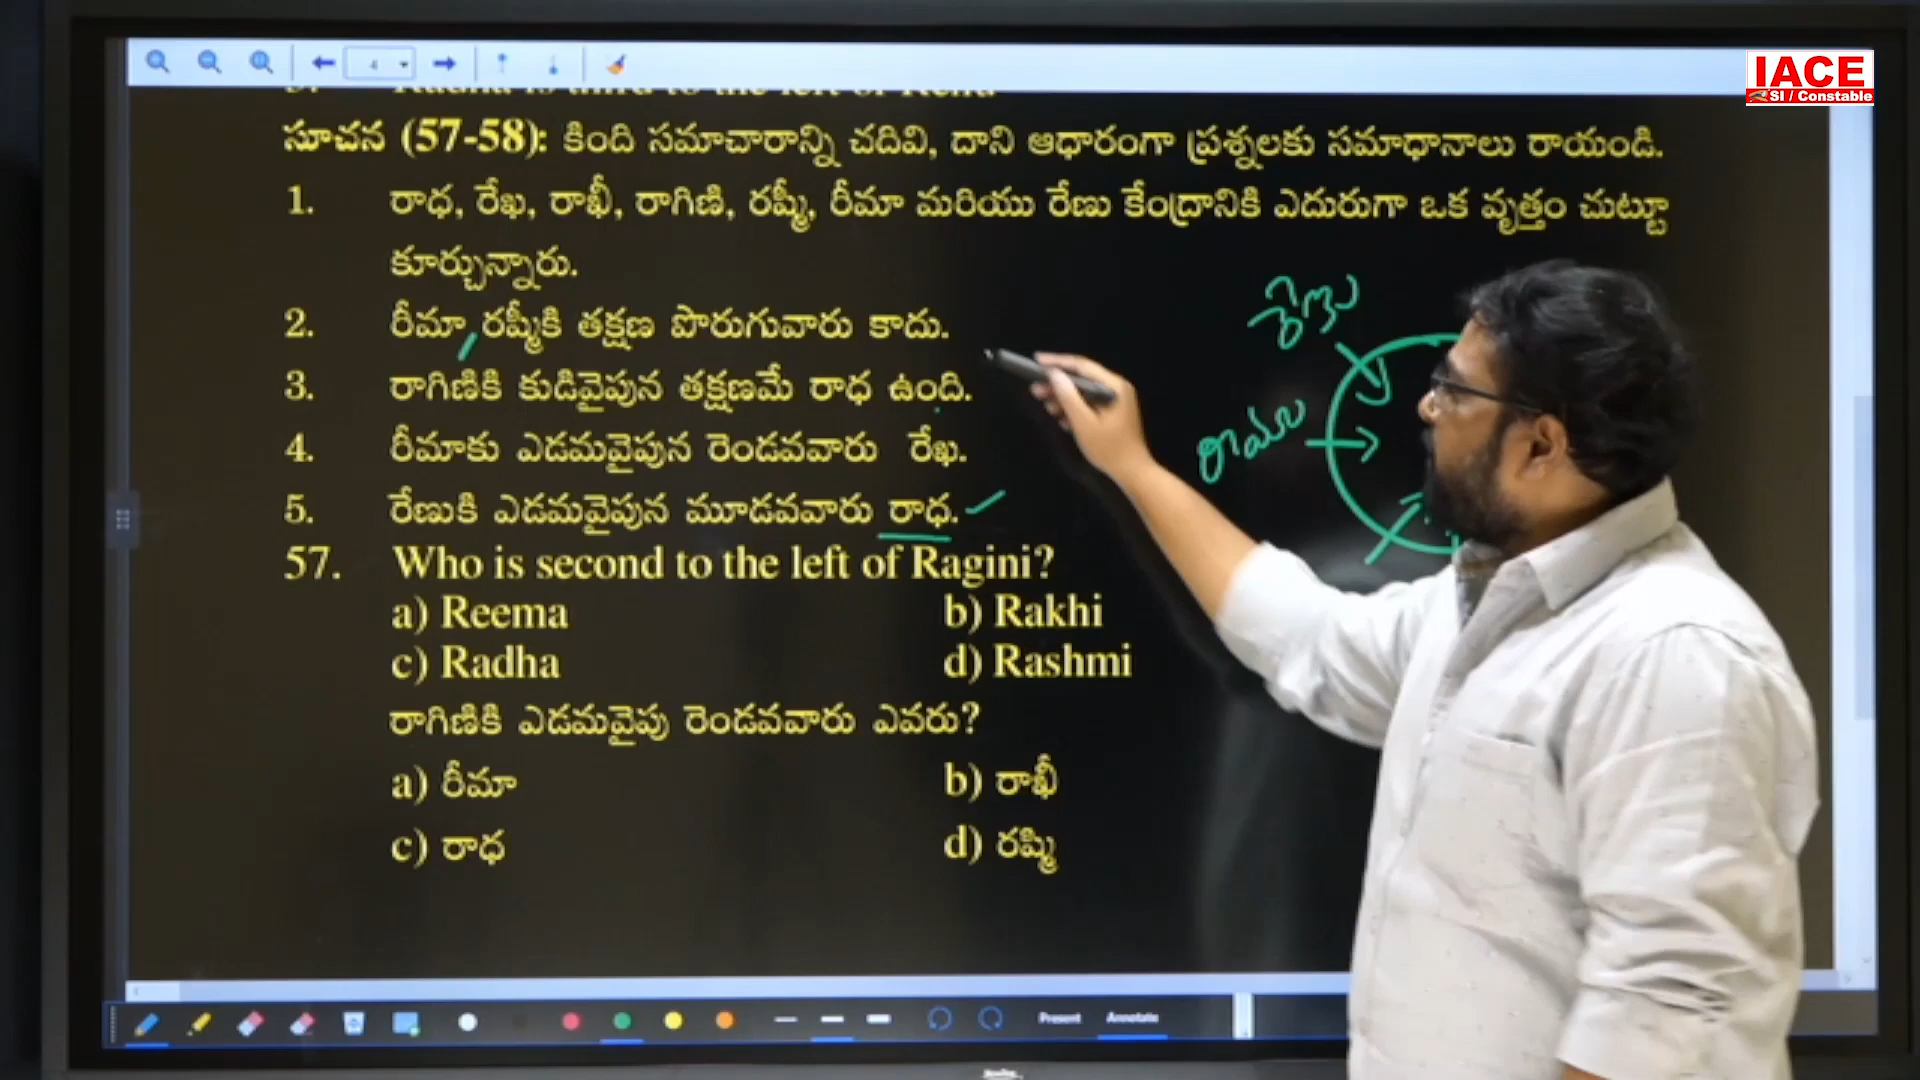 IACE
SI / Constable
4
సూచన (57-58): కింది సమాచారాన్ని చదివి, దాని ఆధారంగా ప్రశ్నలకు సమాధానాలు రాయండి.
1. రాధ, రేఖ, రాఖీ, రాగిణి, రష్మీ, రీమా మరియు రేణు కేంద్రానికి ఎదురుగా ఒక వృత్తం చుట్టూ
కూర్చున్నారు.
2. రీమా రష్మీకి తక్షణ పొరుగువారు కాదు.
3. రాగిణికి కుడివైపున తక్షణమే రాధ ఉంది.
4. రీమాకు ఎడమవైపున రెండవవారు రేఖ.
5. రేణుకి ఎడమవైపున మూడవవారు రాధ.
57. Who is second to the left of Ragini?
a) Reema b) Rakhi
c) Radha d) Rashmi
రాగిణికి ఎడమవైపు రెండవవారు ఎవరు?
a) రీమా b) రాఖీ
c) రాధ d) రష్మి
Present Annotate